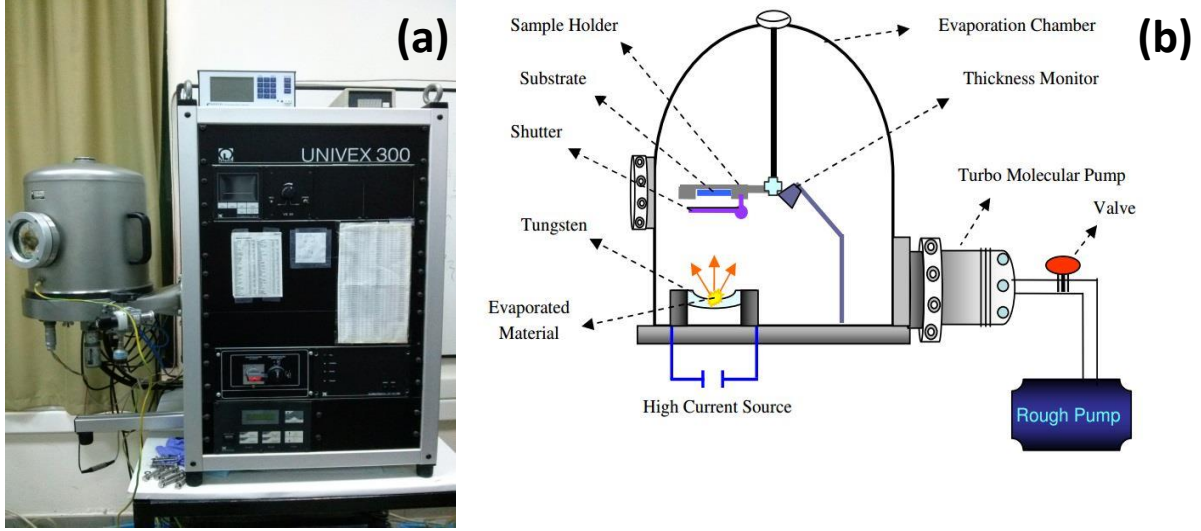 (a)
UNIVEX 300
(b)
Sample Holder
Evaporation Chamber
Substrate
Thickness Monitor
Shutter
Turbo Molecular Pump
Valve
Tungsten
Evaporated
Material
High Current Source
Rough Pump